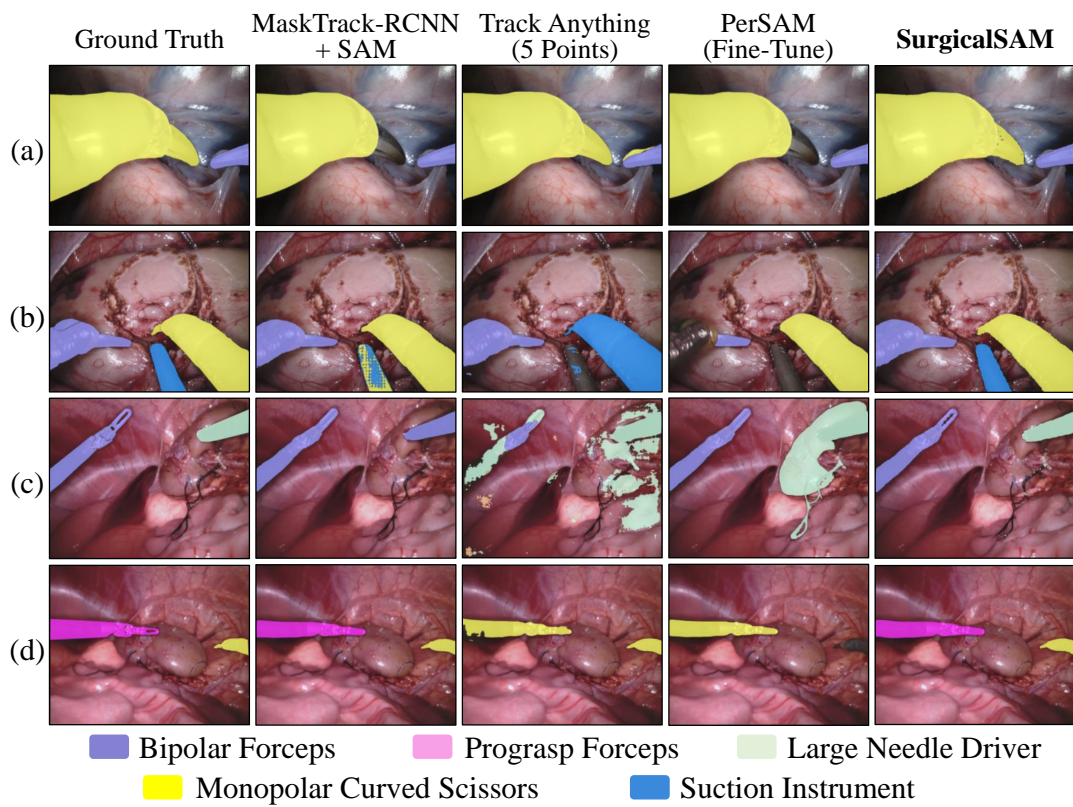 Ground Truth
MaskTrack-RCNN
+ SAM
Track Anything
(5 Points)
PerSAM
(Fine-Tune)
SurgicalSAM
(a)
(b)
(c)
(d)
Bipolar Forceps
Prograsp Forceps
Large Needle Driver
Monopolar Curved Scissors
Suction Instrument